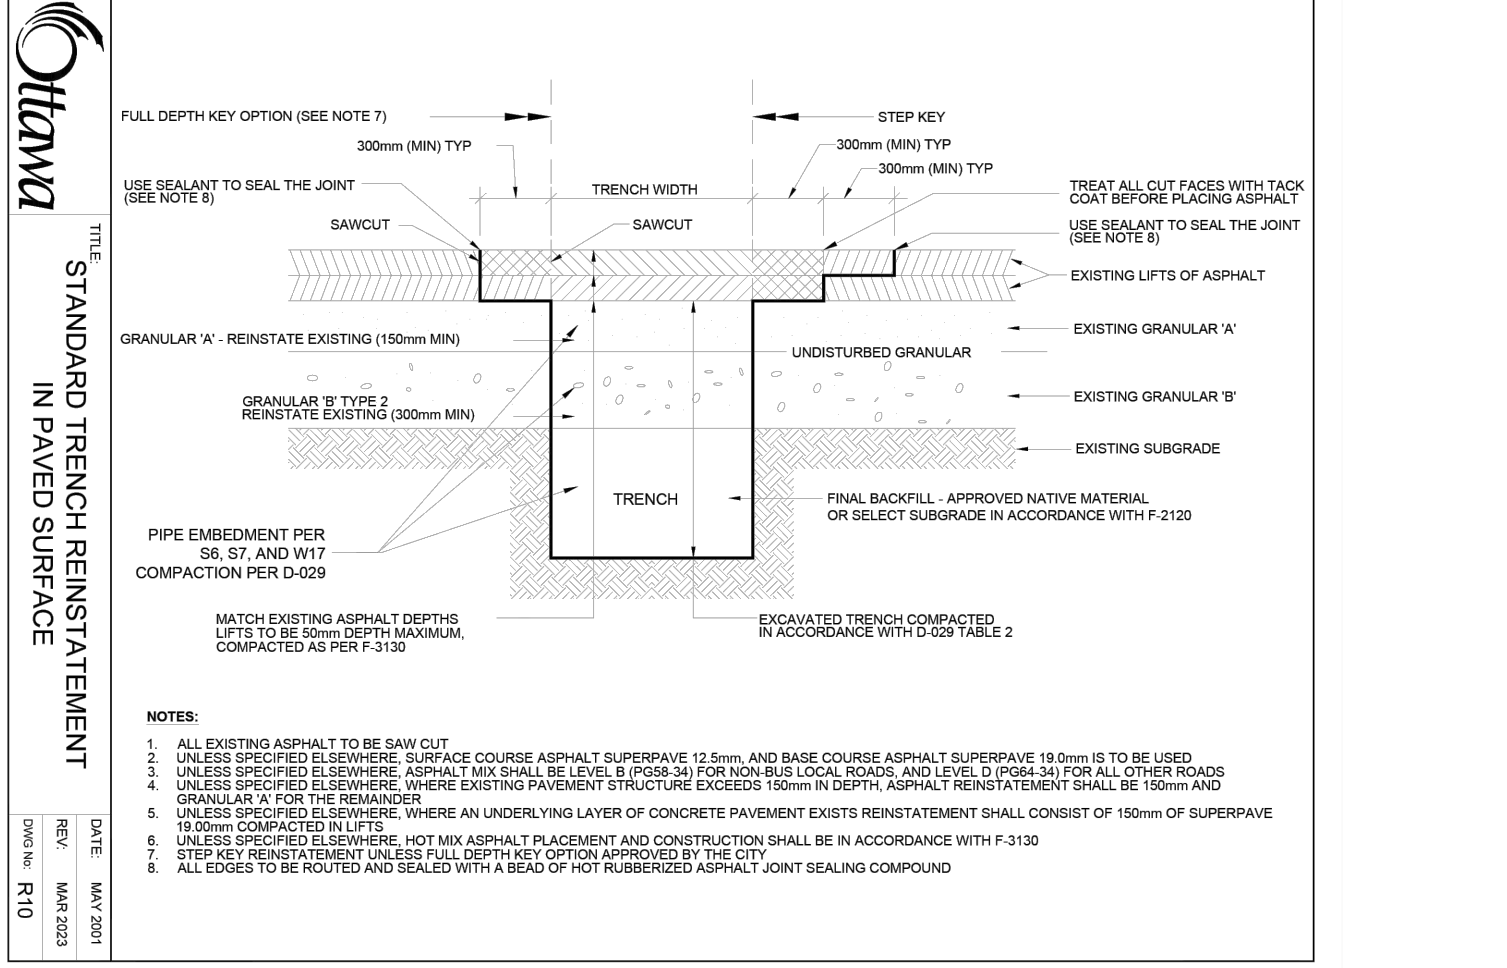 Ottawa
TITLE:
STANDARD TRENCH REINSTATEMENT
IN PAVED SURFACE
DATE: MAY 2001
REV: MAR 2023
DWG No: R10
FULL DEPTH KEY OPTION (SEE NOTE 7)
STEP KEY
300mm (MIN) TYP
300mm (MIN) TYP
300mm (MIN) TYP
USE SEALANT TO SEAL THE JOINT
(SEE NOTE 8)
TRENCH WIDTH
TREAT ALL CUT FACES WITH TACK
COAT BEFORE PLACING ASPHALT
SAWCUT
SAWCUT
USE SEALANT TO SEAL THE JOINT
(SEE NOTE 8)
EXISTING LIFTS OF ASPHALT
GRANULAR 'A' - REINSTATE EXISTING (150mm MIN)
EXISTING GRANULAR 'A'
UNDISTURBED GRANULAR
GRANULAR 'B' TYPE 2
REINSTATE EXISTING (300mm MIN)
EXISTING GRANULAR 'B'
EXISTING SUBGRADE
TRENCH
FINAL BACKFILL - APPROVED NATIVE MATERIAL
OR SELECT SUBGRADE IN ACCORDANCE WITH F-2120
PIPE EMBEDMENT PER
S6, S7, AND W17
COMPACTION PER D-029
MATCH EXISTING ASPHALT DEPTHS
LIFTS TO BE 50mm DEPTH MAXIMUM,
COMPACTED AS PER F-3130
EXCAVATED TRENCH COMPACTED
IN ACCORDANCE WITH D-029 TABLE 2
NOTES:
1. ALL EXISTING ASPHALT TO BE SAW CUT
2. UNLESS SPECIFIED ELSEWHERE, SURFACE COURSE ASPHALT SUPERPAVE 12.5mm, AND BASE COURSE ASPHALT SUPERPAVE 19.0mm IS TO BE USED
3. UNLESS SPECIFIED ELSEWHERE, ASPHALT MIX SHALL BE LEVEL B (PG58-34) FOR NON-BUS LOCAL ROADS, AND LEVEL D (PG64-34) FOR ALL OTHER ROADS
4. UNLESS SPECIFIED ELSEWHERE, WHERE EXISTING PAVEMENT STRUCTURE EXCEEDS 150mm IN DEPTH, ASPHALT REINSTATEMENT SHALL BE 150mm AND
GRANULAR 'A' FOR THE REMAINDER
5. UNLESS SPECIFIED ELSEWHERE, WHERE AN UNDERLYING LAYER OF CONCRETE PAVEMENT EXISTS REINSTATEMENT SHALL CONSIST OF 150mm OF SUPERPAVE
19.00mm COMPACTED IN LIFTS
6. UNLESS SPECIFIED ELSEWHERE, HOT MIX ASPHALT PLACEMENT AND CONSTRUCTION SHALL BE IN ACCORDANCE WITH F-3130
7. STEP KEY REINSTATEMENT UNLESS FULL DEPTH KEY OPTION APPROVED BY THE CITY
8. ALL EDGES TO BE ROUTED AND SEALED WITH A BEAD OF HOT RUBBERIZED ASPHALT JOINT SEALING COMPOUND